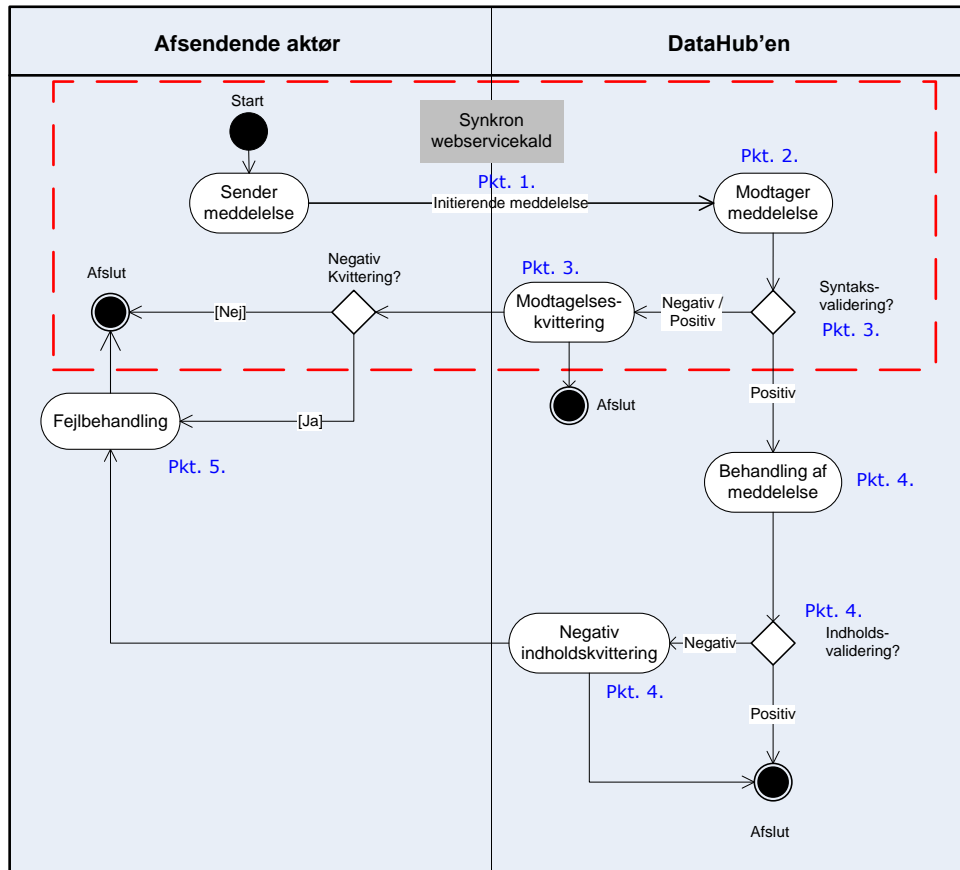 Afsendende aktør
DataHub'en
Start
Synkron
webservicekald
Sender
meddelelse
Pkt. 1.
Initierende meddelelse
Pkt. 2.
Modtager
meddelelse
Afslut
Negativ
Kvittering?
[Nej]
Pkt. 3.
Modtagelses-
kvittering
Negativ /
Positiv
Syntaks-
validering?
Pkt. 3.
Fejlbehandling
[Ja]
Pkt. 5.
Afslut
Positiv
Behandling af
meddelelse
Pkt. 4.
Negativ
indholdskvittering
Pkt. 4.
Negativ
Pkt. 4.
Indholds-
validering?
Positiv
Afslut